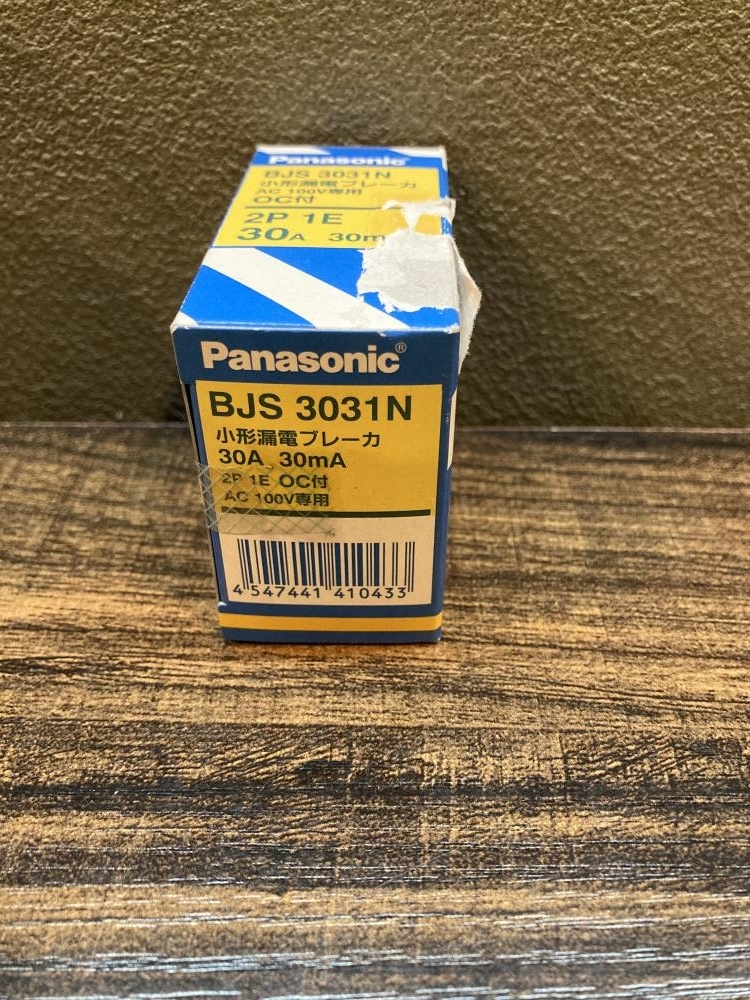 Panasonic
BJS 3031N
小形漏電ブレーカ
AC 100V専用
OC付
2P 1E
30A 30m
Panasonic®
BJS 3031N
小形漏電ブレーカ
30A 30mA
2P 1E OC付
AC 100V専用
4 547441 410433